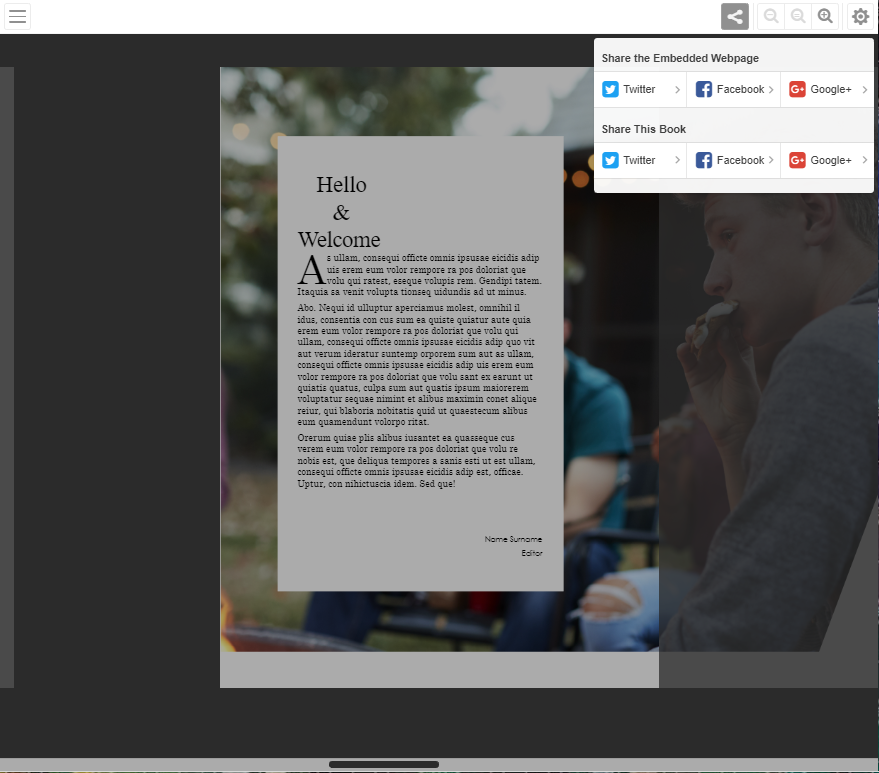 Share the Embedded Webpage
Twitter
Facebook
Google+
Share This Book
Twitter
Facebook
Google+
Hello
&
Welcome
As ullam, consequi officte omnis ipsusae eicidis adip
uis erem eum volor rempore ra pos doloriat que
volu qui ratest, eseque volupis rem. Gendipi tatem.
Itaquia sa venit volupta tionseq uidundis ad ut minus.
Abo. Nequi id ulluptur aperciamus molest, omnihil il
idus, consentia con cus sum ea quiste quiatur aute quia
erem eum volor rempore ra pos doloriat que volu qui
ullam, consequi officte omnis ipsusae eicidis adip quo vit
aut verum ideratur suntemp orporem sum aut as ullam,
consequi officte omnis ipsusae eicidis adip uis erem eum
volor rempore ra pos doloriat que volu sant ex earunt ut
quiatis quatus, culpa sum aut quatis ipsum maiorerem
voluptatur sequae nimint et alibus maximin conet alique
reiur, qui blaboria nobitatis quid ut quaestecum alibus
eum quamendunt volorpo ritat.
Orerum quiae plis alibus iusantet ea quasseque cus
verem eum volor rempore ra pos doloriat que volu re
nobis est, que deliqua tempores a sanis esti ut est ullam,
consequi officte omnis ipsusae eicidis adip est, officae.
Uptur, con nihictuscia idem. Sed que!
Name Surname
Editor